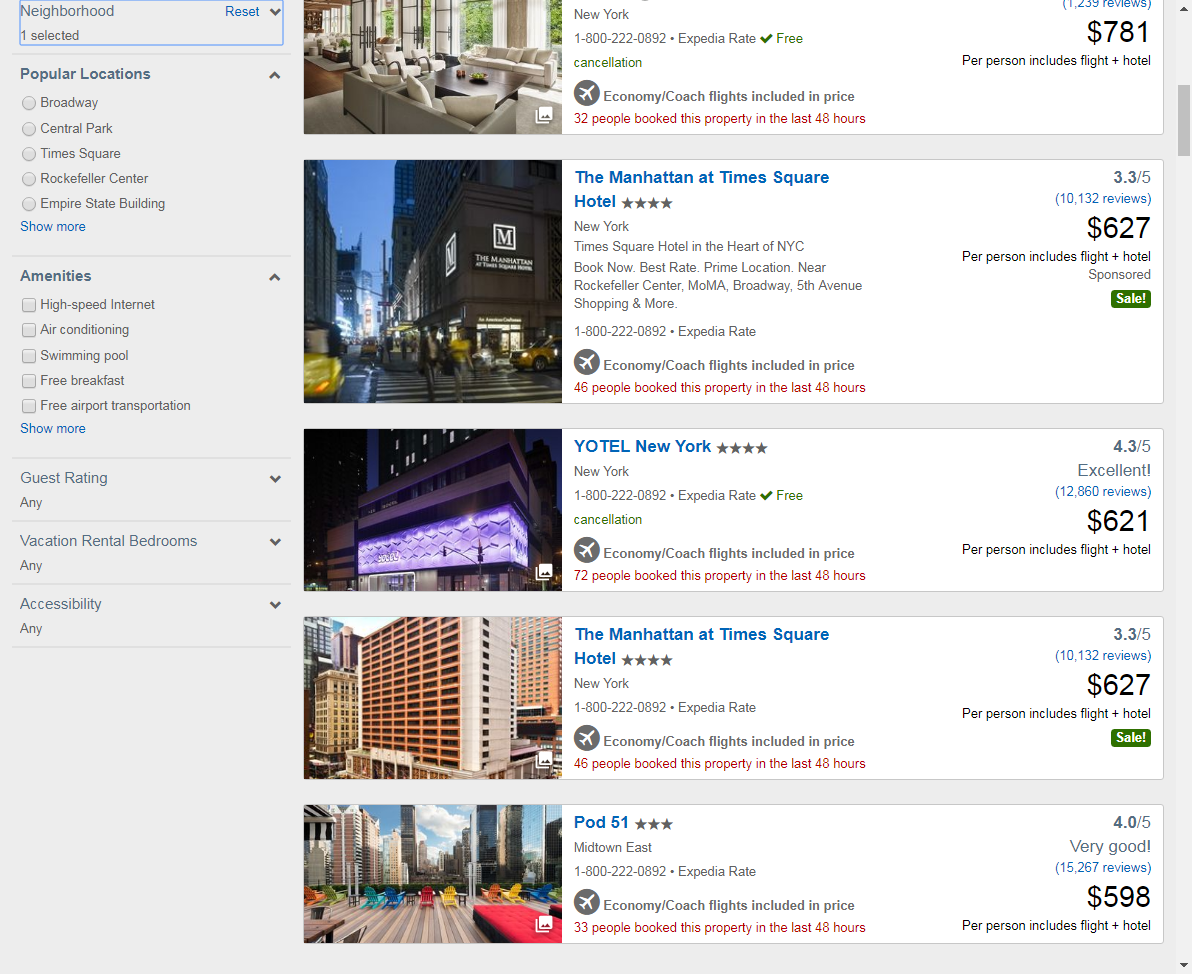 Neighborhood Reset
1 selected
Popular Locations
Broadway
Central Park
Times Square
Rockefeller Center
Empire State Building
Show more
Amenities
High-speed Internet
Air conditioning
Swimming pool
Free breakfast
Free airport transportation
Show more
Guest Rating
Any
Vacation Rental Bedrooms
Any
Accessibility
Any
New York
1-800-222-0892 • Expedia Rate ✔ Free
cancellation
Economy/Coach flights included in price
32 people booked this property in the last 48 hours
(1,239 reviews)
$781
Per person includes flight + hotel
M
THE MANHATTAN
AT TIMES SQUARE HOTEL
The Manhattan at Times Square
Hotel ★★★★
New York
Times Square Hotel in the Heart of NYC
Book Now. Best Rate. Prime Location. Near
Rockefeller Center, MoMA, Broadway, 5th Avenue
Shopping & More.
1-800-222-0892 • Expedia Rate
Economy/Coach flights included in price
46 people booked this property in the last 48 hours
3.3/5
(10,132 reviews)
$627
Per person includes flight + hotel
Sponsored
Sale!
YOTEL New York ★★★★
New York
1-800-222-0892 • Expedia Rate ✔ Free
cancellation
Economy/Coach flights included in price
72 people booked this property in the last 48 hours
4.3/5
Excellent!
(12,860 reviews)
$621
Per person includes flight + hotel
The Manhattan at Times Square
Hotel ★★★★
New York
1-800-222-0892 • Expedia Rate
Economy/Coach flights included in price
46 people booked this property in the last 48 hours
3.3/5
(10,132 reviews)
$627
Per person includes flight + hotel
Sale!
Pod 51 ★★★
Midtown East
1-800-222-0892 • Expedia Rate
Economy/Coach flights included in price
33 people booked this property in the last 48 hours
4.0/5
Very good!
(15,267 reviews)
$598
Per person includes flight + hotel